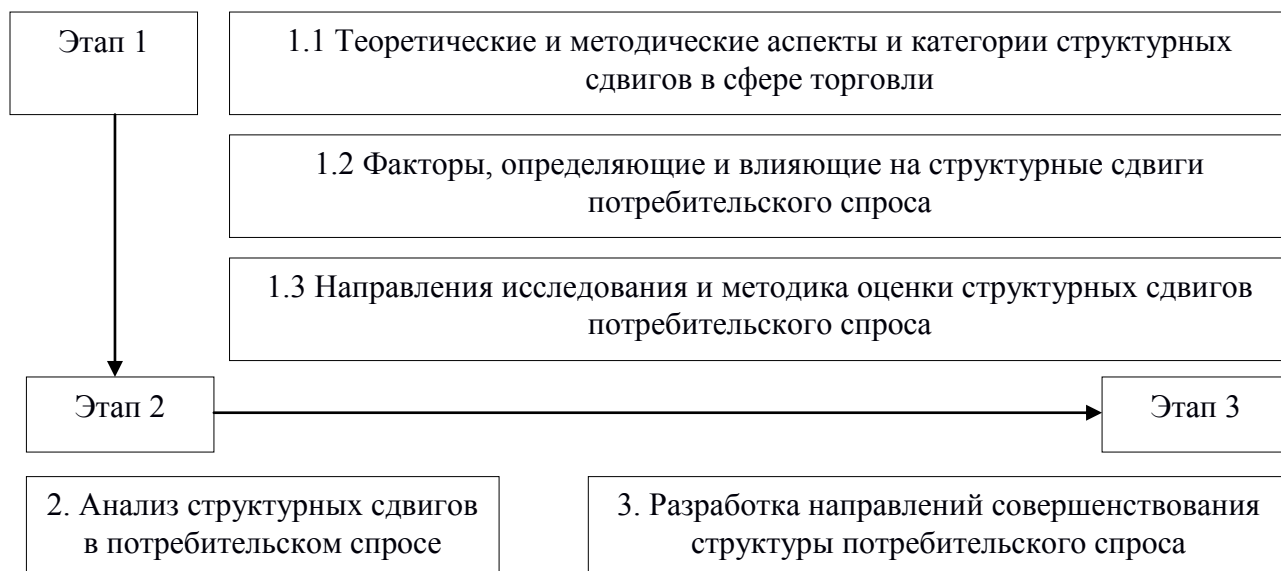 Этап 1
1.1 Теоретические и методические аспекты и категории структурных
сдвигов в сфере торговли
1.2 Факторы, определяющие и влияющие на структурные сдвиги
потребительского спроса
1.3 Направления исследования и методика оценки структурных сдвигов
потребительского спроса
Этап 2
Этап 3
2. Анализ структурных сдвигов
в потребительском спросе
3. Разработка направлений совершенствования
структуры потребительского спроса